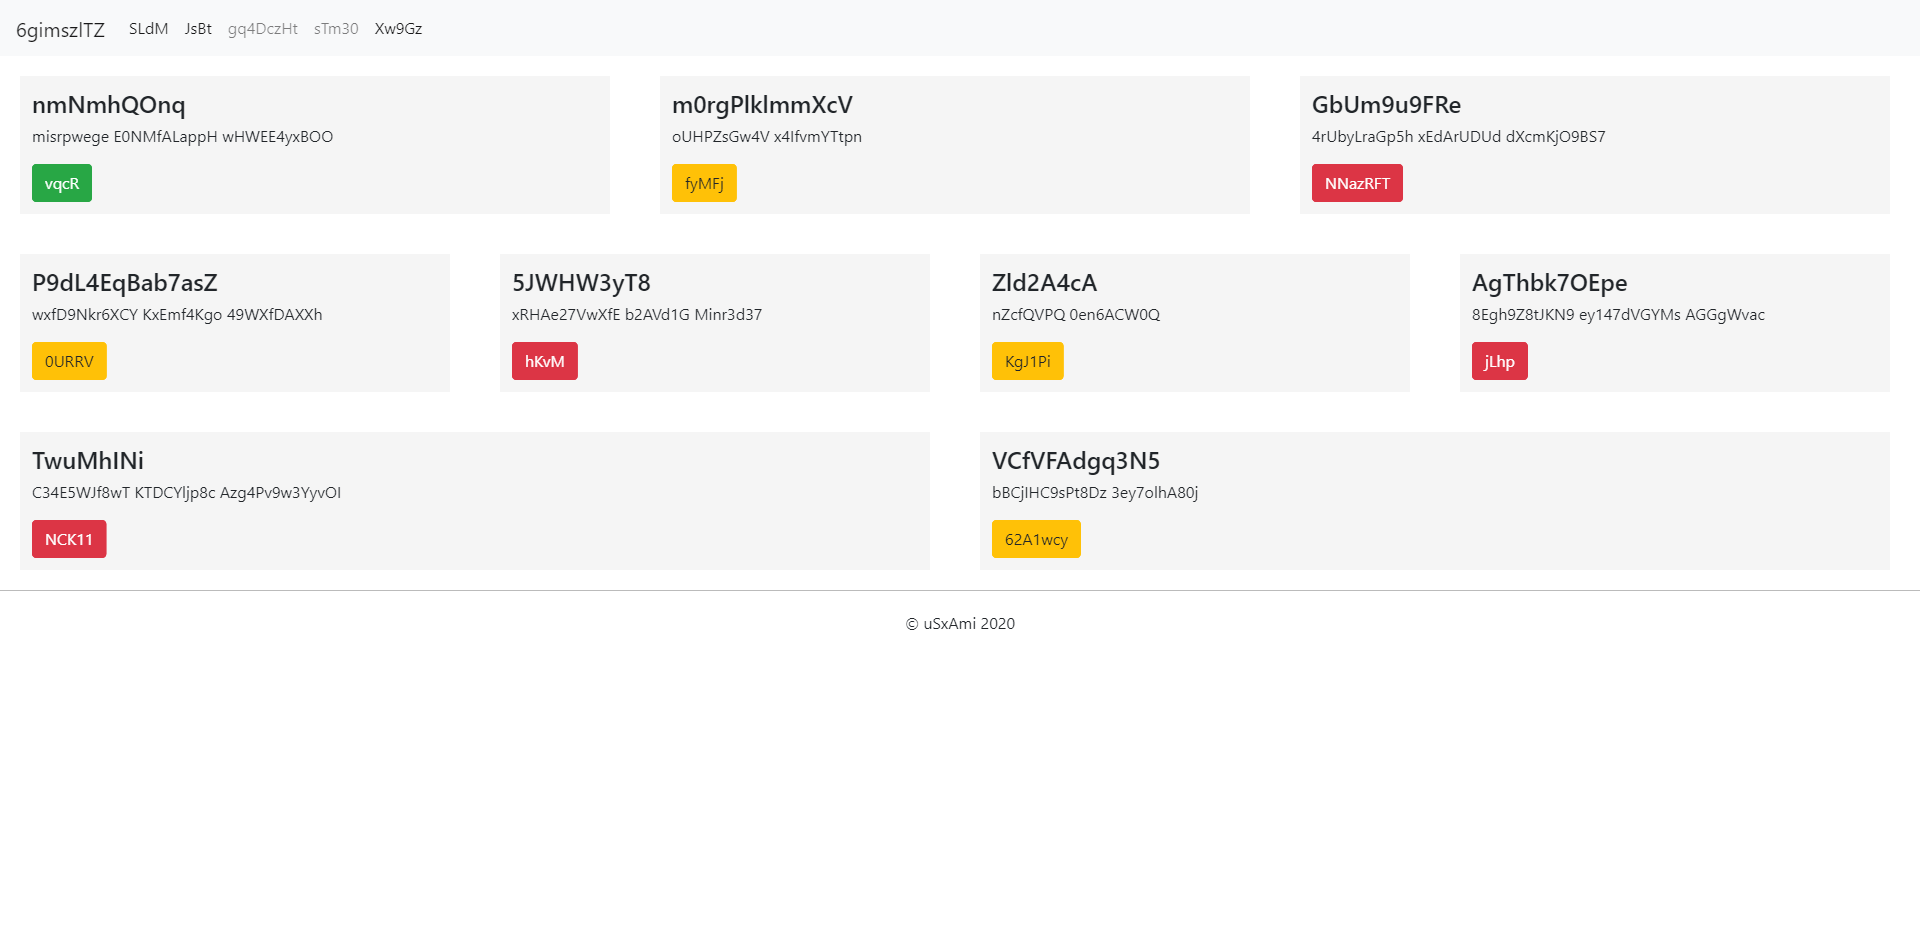 6gimszlTZ SLdM JsBt gq4DczHt sTm30 Xw9Gz
nmNmhQOnq
misrpwege E0NMfALappH wHWEE4yxBOO
vqcR
m0rgPlklmmXcV
oUHPZsGw4V x4IfvmYTtpn
fyMFj
GbUm9u9FRe
4rUbyLraGp5h xEdArUDUd dXcmKjO9BS7
NNazRFT
P9dL4EqBab7asZ
wxfD9Nkr6XCY KxEmf4Kgo 49WXfDAXXh
0URRV
5JWHW3yT8
xRHAe27VwXfE b2AVd1G Minr3d37
hKvM
Zld2A4cA
nZcfQVPQ 0en6ACW0Q
KgJ1Pi
AgThbk7OEpe
8Egh9Z8tJKN9 ey147dVGYMs AGGgWvac
jLhp
TwuMhINi
C34E5WJf8wT KTDCYljp8c Azg4Pv9w3YyvOI
NCK11
VCfVFAdgq3N5
bBCjIHC9sPt8Dz 3ey7olhA80j
62A1wcy
© uSxAmi 2020